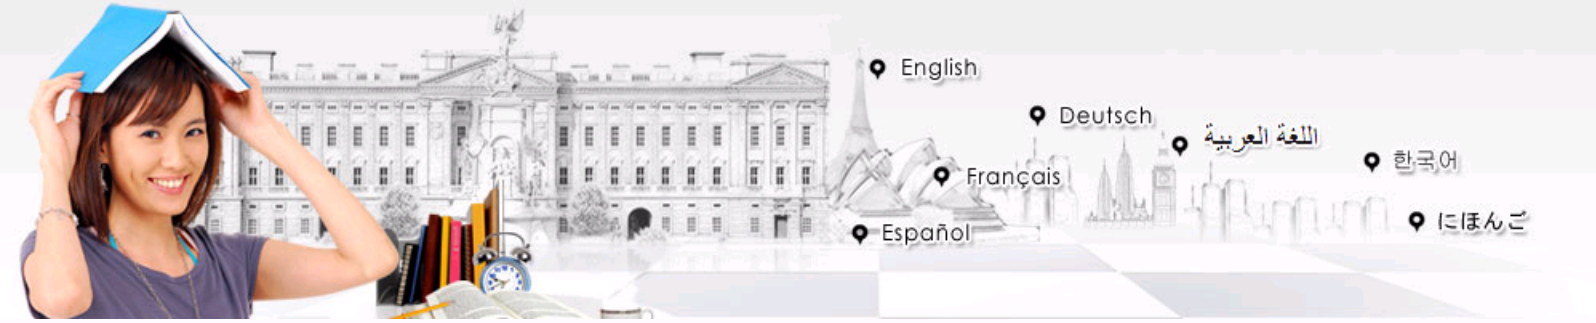 English
Deutsch
اللغة العربية
한국어
Français
Español
にほんご